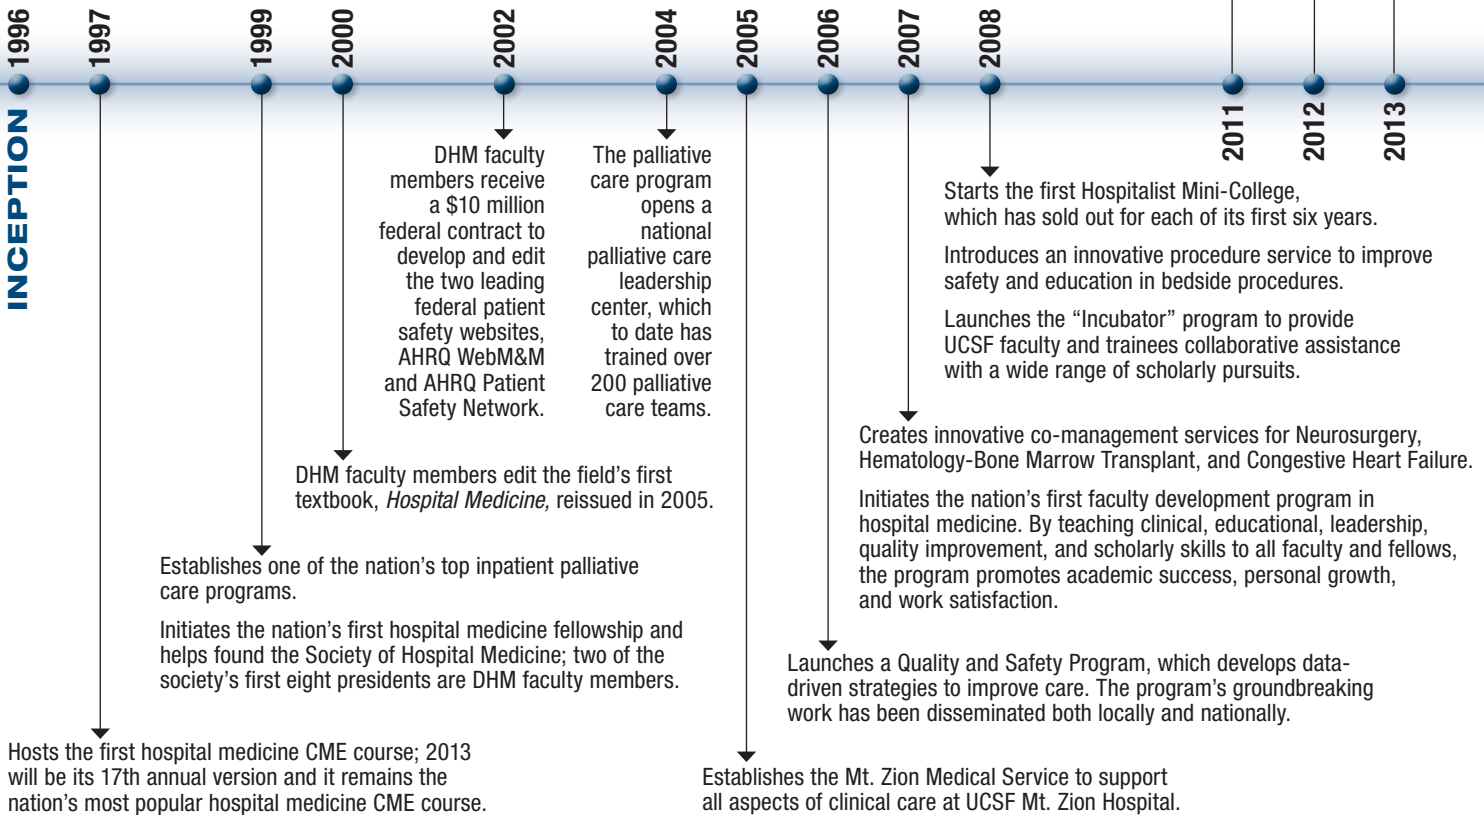 1996
1997
1999
2000
2002
2004
2005
2006
2007
2008
2011
2012
2013
INCEPTION
DHM faculty
members receive
a $10 million
federal contract to
develop and edit
the two leading
federal patient
safety websites,
AHRQ WebM&M
and AHRQ Patient
Safety Network.
The palliative
care program
opens a
national
palliative care
leadership
center, which
to date has
trained over
200 palliative
care teams.
Starts the first Hospitalist Mini-College,
which has sold out for each of its first six years.
Introduces an innovative procedure service to improve
safety and education in bedside procedures.
Launches the “Incubator” program to provide
UCSF faculty and trainees collaborative assistance
with a wide range of scholarly pursuits.
Creates innovative co-management services for Neurosurgery,
Hematology-Bone Marrow Transplant, and Congestive Heart Failure.
Initiates the nation’s first faculty development program in
hospital medicine. By teaching clinical, educational, leadership,
quality improvement, and scholarly skills to all faculty and fellows,
the program promotes academic success, personal growth,
and work satisfaction.
DHM faculty members edit the field’s first
textbook, Hospital Medicine, reissued in 2005.
Establishes one of the nation’s top inpatient palliative
care programs.
Initiates the nation’s first hospital medicine fellowship and
helps found the Society of Hospital Medicine; two of the
society’s first eight presidents are DHM faculty members.
Launches a Quality and Safety Program, which develops data-
driven strategies to improve care. The program’s groundbreaking
work has been disseminated both locally and nationally.
Hosts the first hospital medicine CME course; 2013
will be its 17th annual version and it remains the
nation’s most popular hospital medicine CME course.
Establishes the Mt. Zion Medical Service to support
all aspects of clinical care at UCSF Mt. Zion Hospital.